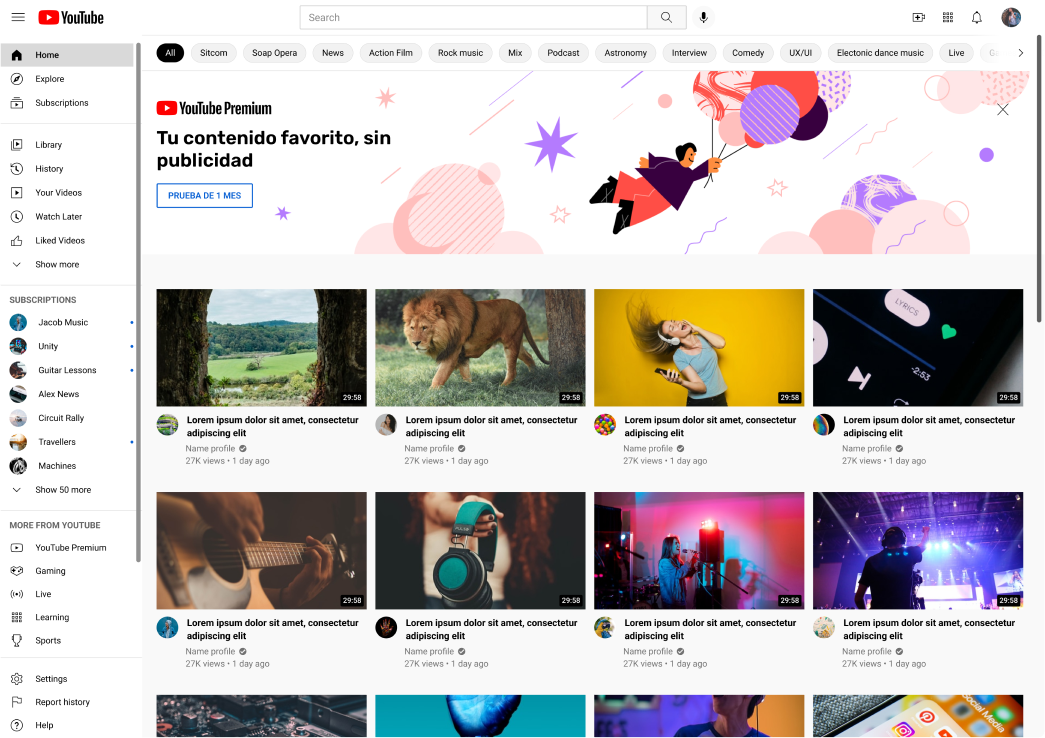 YouTube
Search
Home
Explore
Subscriptions
Library
History
Your Videos
Watch Later
Liked Videos
Show more
SUBSCRIPTIONS
Jacob Music
Unity
Guitar Lessons
Alex News
Circuit Rally
Travellers
Machines
Show 50 more
MORE FROM YOUTUBE
YouTube Premium
Gaming
Live
Learning
Sports
Settings
Report history
Help
All Sitcom Soap Opera News Action Film Rock music Mix Podcast Astronomy Interview Comedy UX/UI Electonic dance music Live
YouTube Premium
Tu contenido favorito, sin
publicidad
PRUEBA DE 1 MES
LYRICS
-2:53
29:58 29:58 29:58 29:58
Lorem ipsum dolor sit amet, consectetur
adipiscing elit
Name profile
27K views • 1 day ago
Lorem ipsum dolor sit amet, consectetur
adipiscing elit
Name profile
27K views • 1 day ago
Lorem ipsum dolor sit amet, consectetur
adipiscing elit
Name profile
27K views • 1 day ago
Lorem ipsum dolor sit amet, consectetur
adipiscing elit
Name profile
27K views • 1 day ago
29:58 29:58 29:58 29:58
Lorem ipsum dolor sit amet, consectetur
adipiscing elit
Name profile
27K views • 1 day ago
Lorem ipsum dolor sit amet, consectetur
adipiscing elit
Name profile
27K views • 1 day ago
Lorem ipsum dolor sit amet, consectetur
adipiscing elit
Name profile
27K views • 1 day ago
Lorem ipsum dolor sit amet, consectetur
adipiscing elit
Name profile
27K views • 1 day ago
Social Media